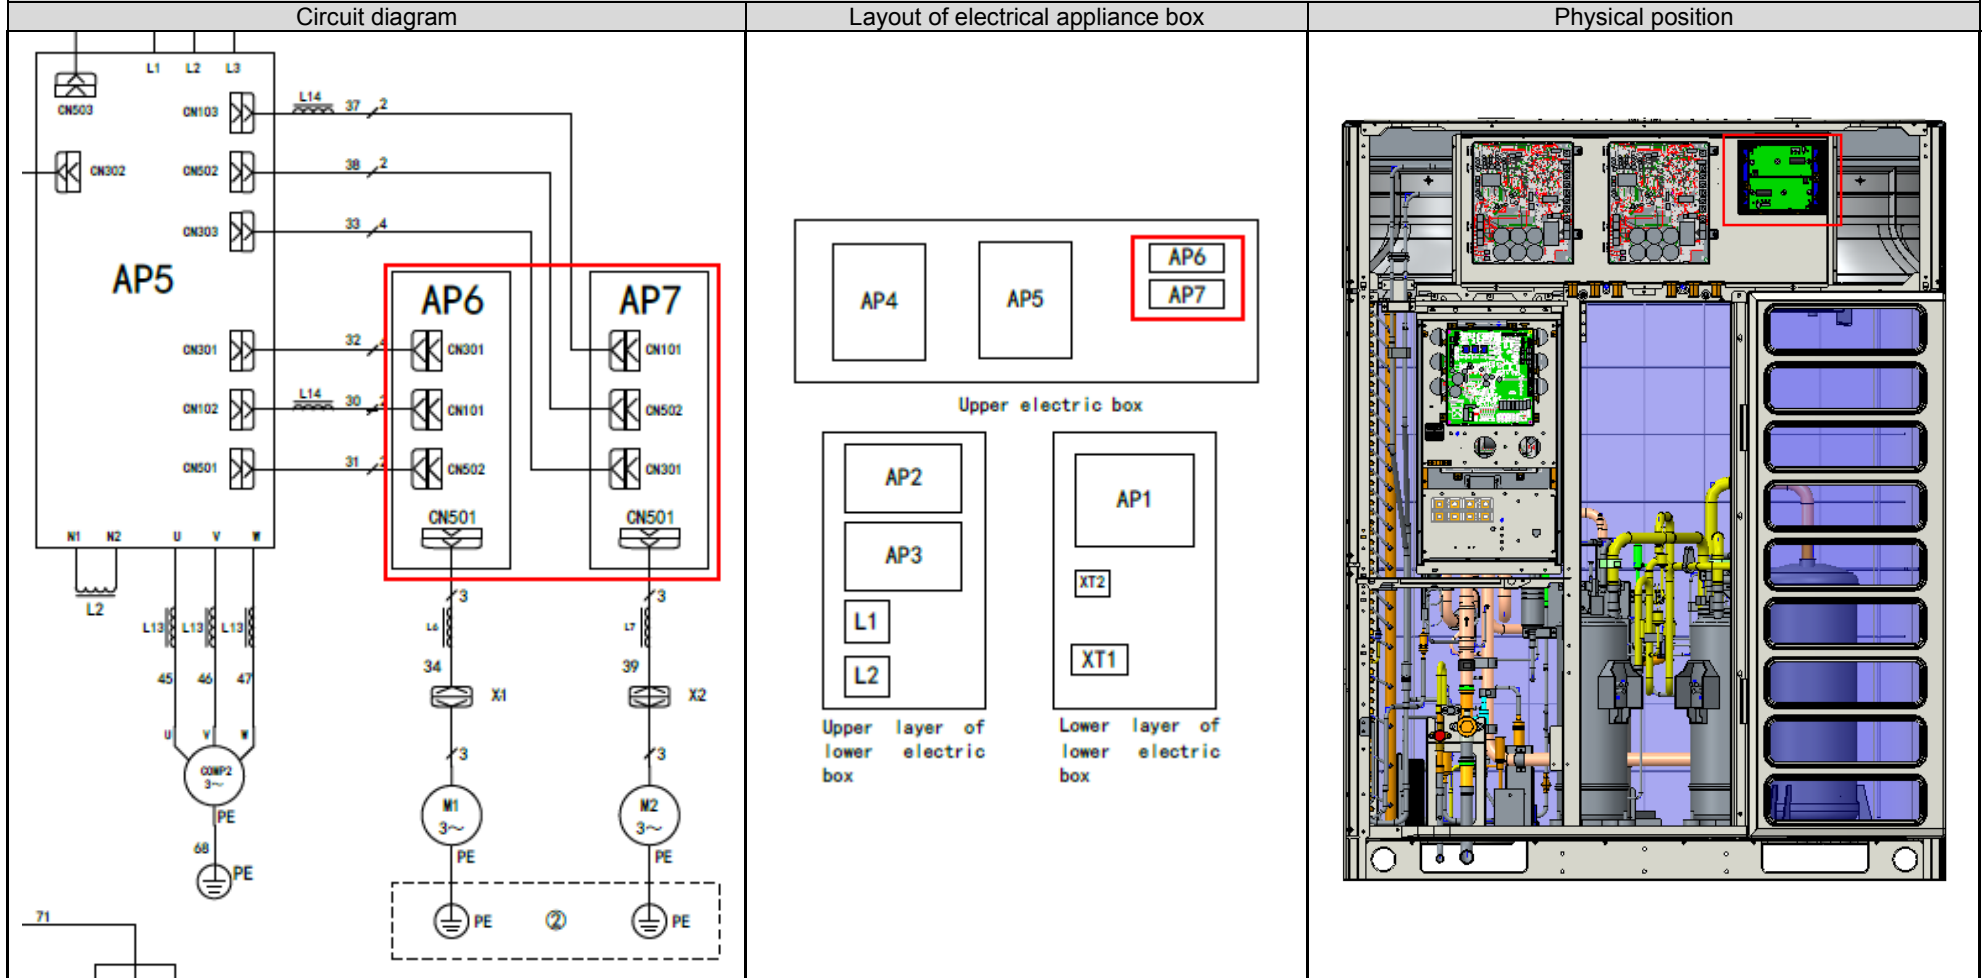 Circuit diagram
Layout of electrical appliance box
Physical position
L1 L2 L3
CN503
CN103
L14
37
2
CN302
CN502
38
2
CN303
33
4
AP5
AP6
AP7
CN301
32
CN301
CN101
CN102
L14
30
CN101
CN502
CN501
31
2
CN502
CN301
CN501
CN501
N1 N2 U V W
L2
3
3
L13 L13 L13
L6
L7
45 46 47
34
39
X1
X2
U V W
3
3
COMP2
3~
M1
3~
M2
3~
PE
PE
PE
68
PE
PE
②
PE
71
AP4
AP5
AP6
AP7
Upper electric box
AP2
AP3
L1
L2
AP1
XT2
XT1
Upper layer of
lower electric
box
Lower layer of
lower electric
box